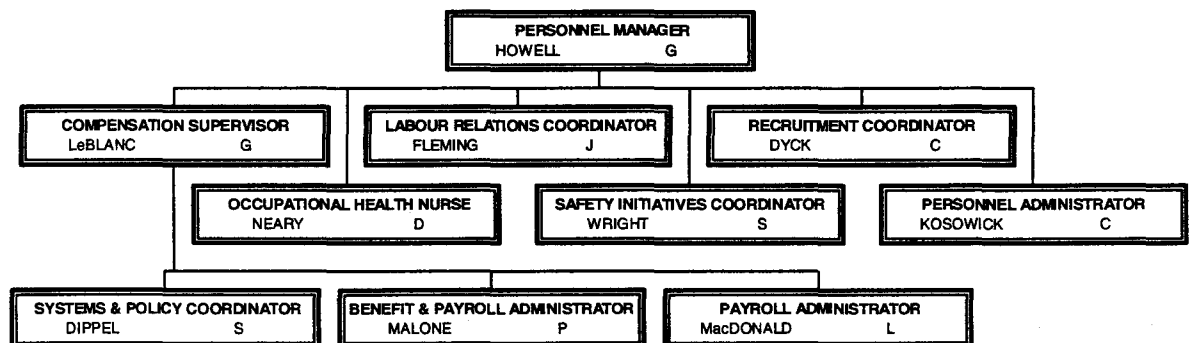 PERSONNEL MANAGER
HOWELL G
COMPENSATION SUPERVISOR
LeBLANC G
LABOUR RELATIONS COORDINATOR
FLEMING J
RECRUITMENT COORDINATOR
DYCK C
OCCUPATIONAL HEALTH NURSE
NEARY D
SAFETY INITIATIVES COORDINATOR
WRIGHT S
PERSONNEL ADMINISTRATOR
KOSOWICK C
SYSTEMS & POLICY COORDINATOR
DIPPEL S
BENEFIT & PAYROLL ADMINISTRATOR
MALONE P
PAYROLL ADMINISTRATOR
MacDONALD L